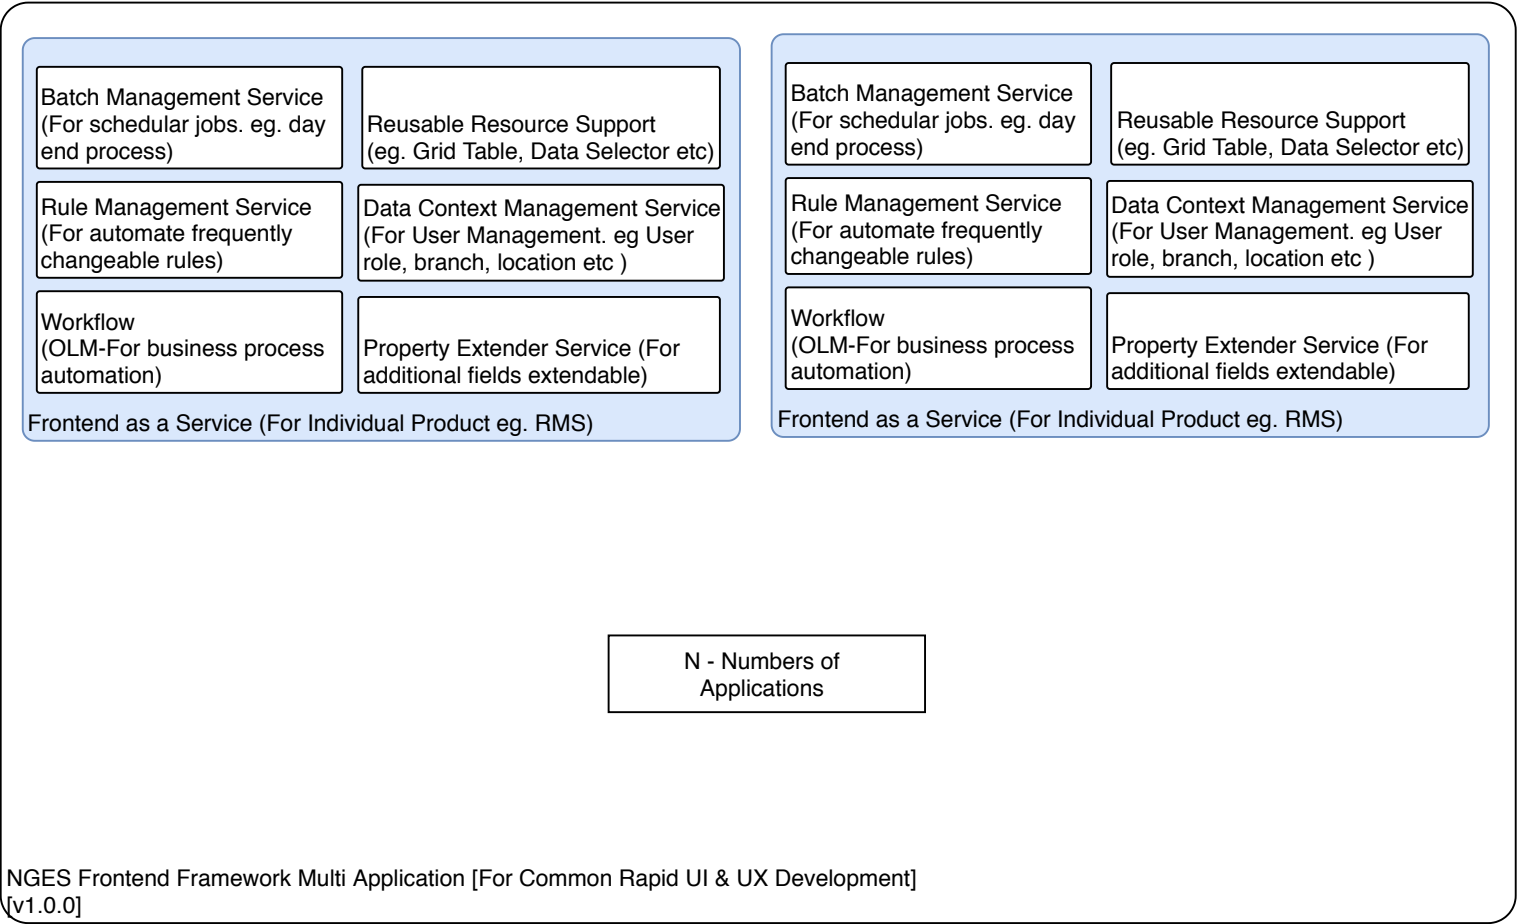 Batch Management Service
(For schedular jobs. eg. day
end process)
Reusable Resource Support
(eg. Grid Table, Data Selector etc)
Rule Management Service
(For automate frequently
changeable rules)
Data Context Management Service
(For User Management. eg User
role, branch, location etc )
Workflow
(OLM-For business process
automation)
Property Extender Service (For
additional fields extendable)
Frontend as a Service (For Individual Product eg. RMS)
Batch Management Service
(For schedular jobs. eg. day
end process)
Reusable Resource Support
(eg. Grid Table, Data Selector etc)
Rule Management Service
(For automate frequently
changeable rules)
Data Context Management Service
(For User Management. eg User
role, branch, location etc )
Workflow
(OLM-For business process
automation)
Property Extender Service (For
additional fields extendable)
Frontend as a Service (For Individual Product eg. RMS)
N - Numbers of
Applications
NGES Frontend Framework Multi Application [For Common Rapid UI & UX Development]
[v1.0.0]